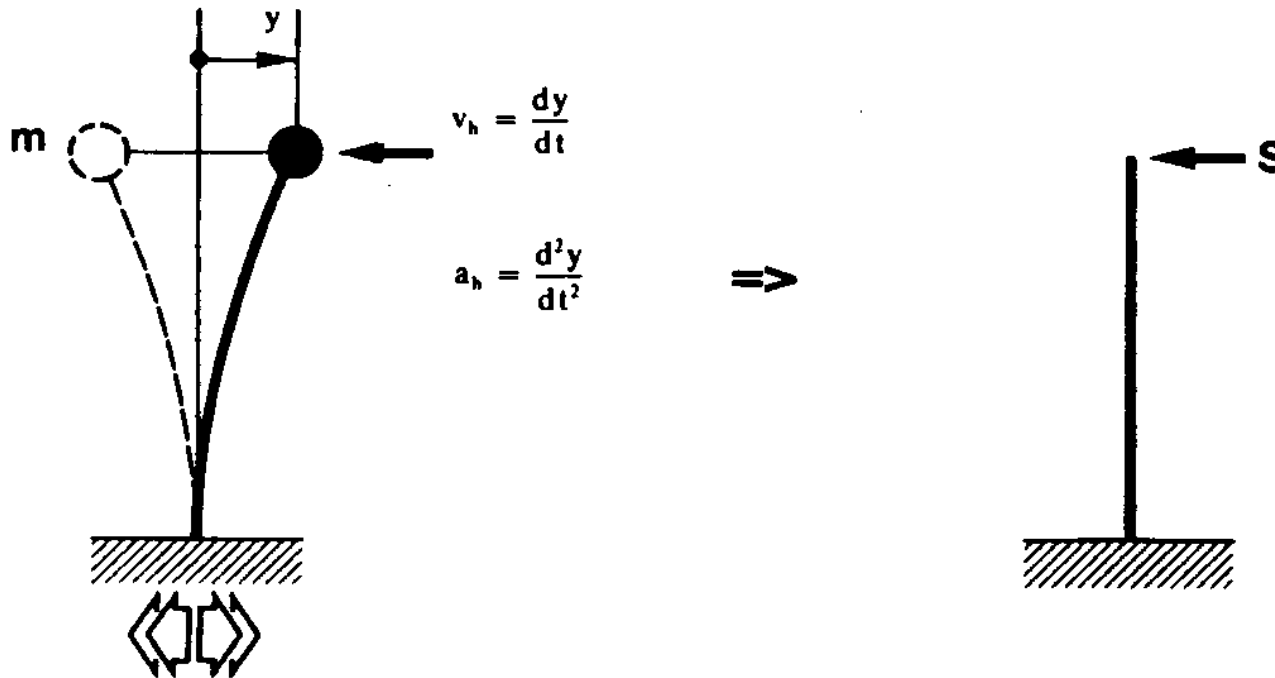 y
m
v_h = dy/dt
a_h = d²y/dt²
=>
S